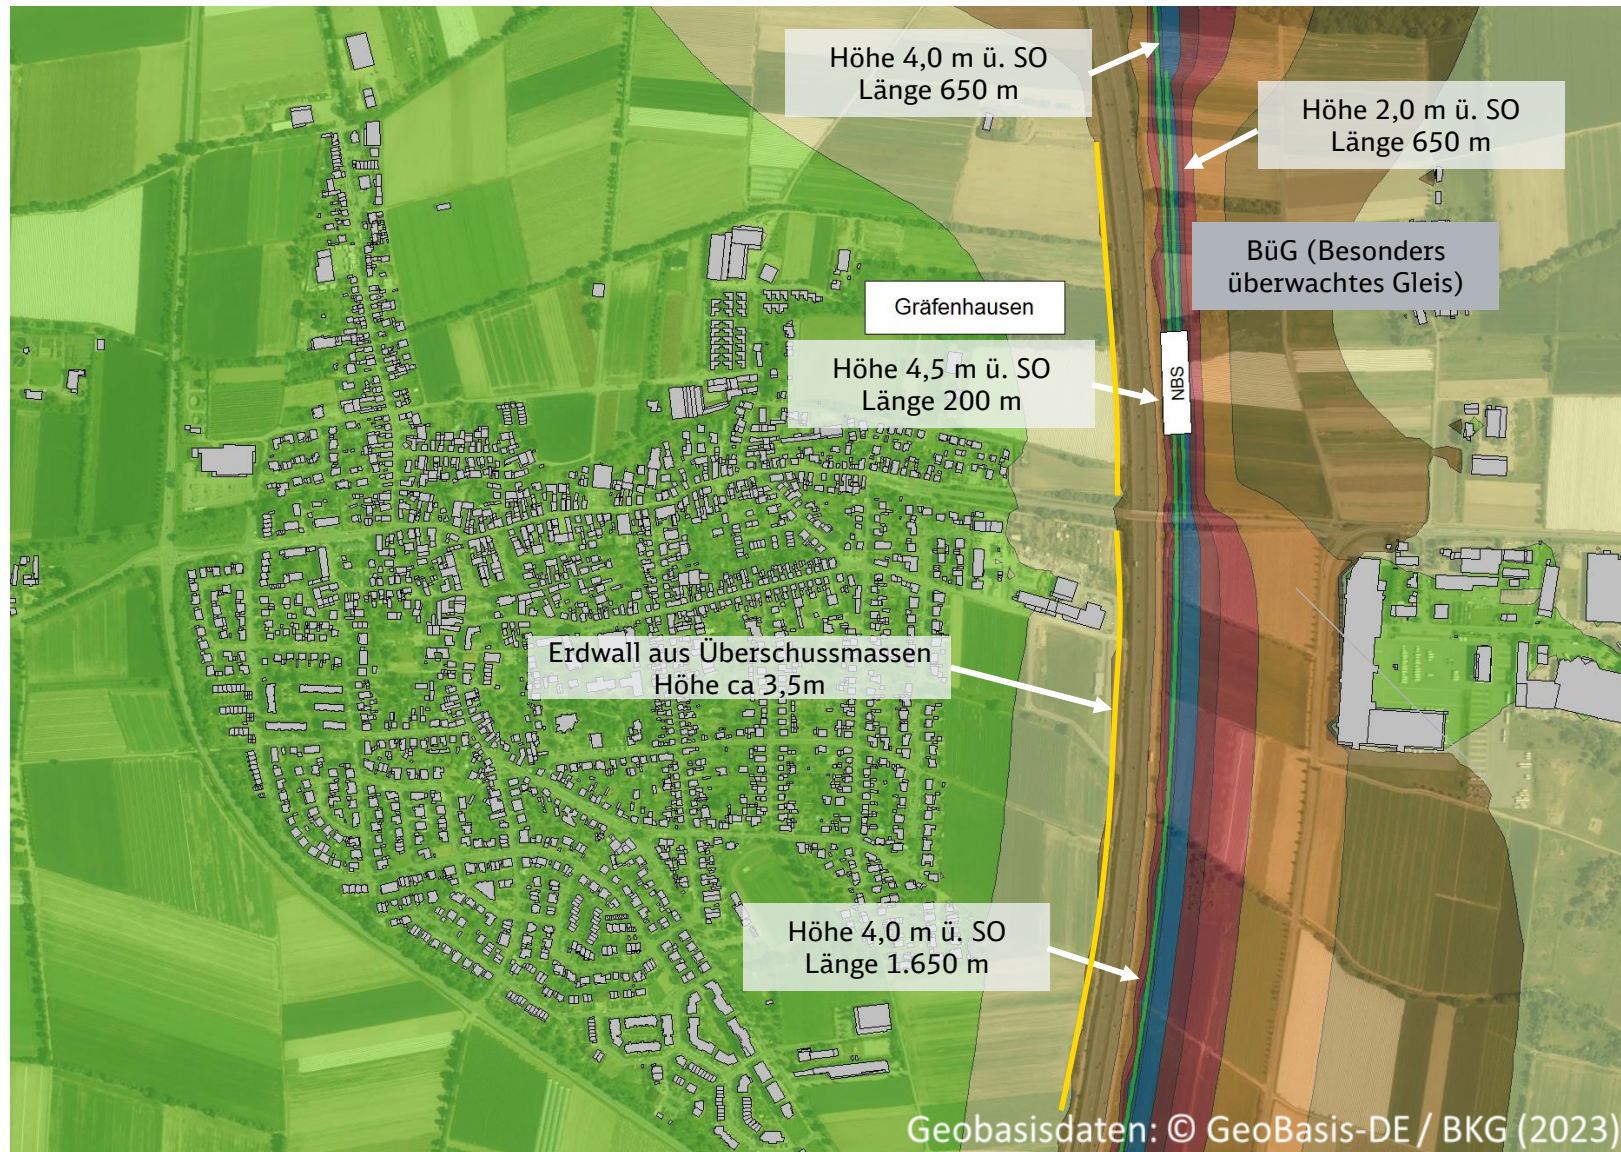 Höhe 4,0 m ü. SO
Länge 650 m
Höhe 2,0 m ü. SO
Länge 650 m
BüG (Besonders
überwachtes Gleis)
Gräfenhausen
Höhe 4,5 m ü. SO
Länge 200 m
NBS
Erdwall aus Überschussmassen
Höhe ca 3,5m
Höhe 4,0 m ü. SO
Länge 1.650 m
Geobasisdaten: © GeoBasis-DE / BKG (2023)